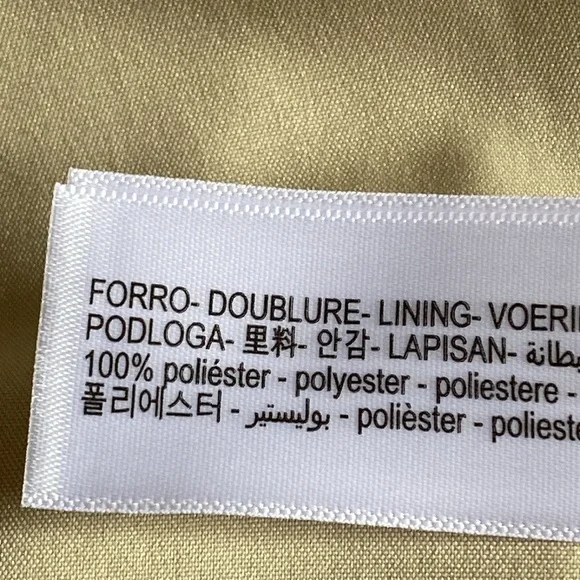 FORRO- DOUBLURE- LINING- VOERI
PODLOGA- 里料- 안감- LAPISAN- بطانة
100% poliéster - polyester - poliestere -
폴리에스터 - بوليستير - polièster - polieste